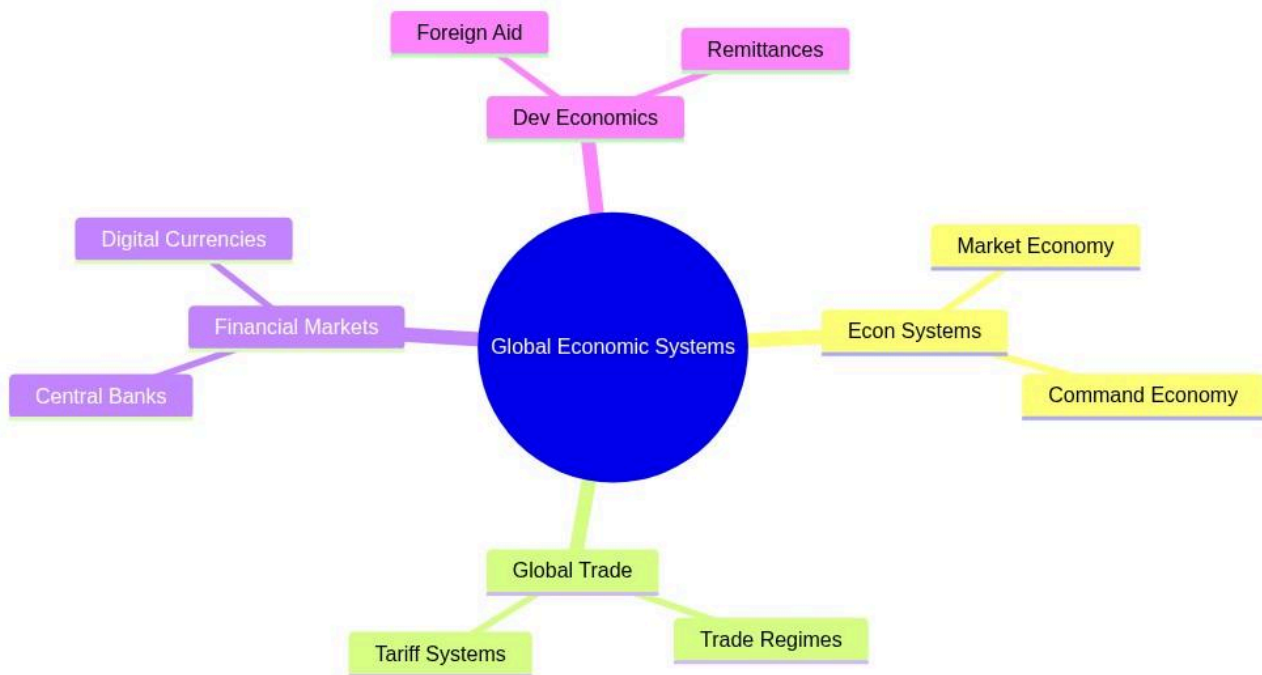 Foreign Aid
Remittances
Dev Economics
Digital Currencies
Market Economy
Financial Markets
Global Economic Systems
Econ Systems
Central Banks
Command Economy
Global Trade
Tariff Systems
Trade Regimes